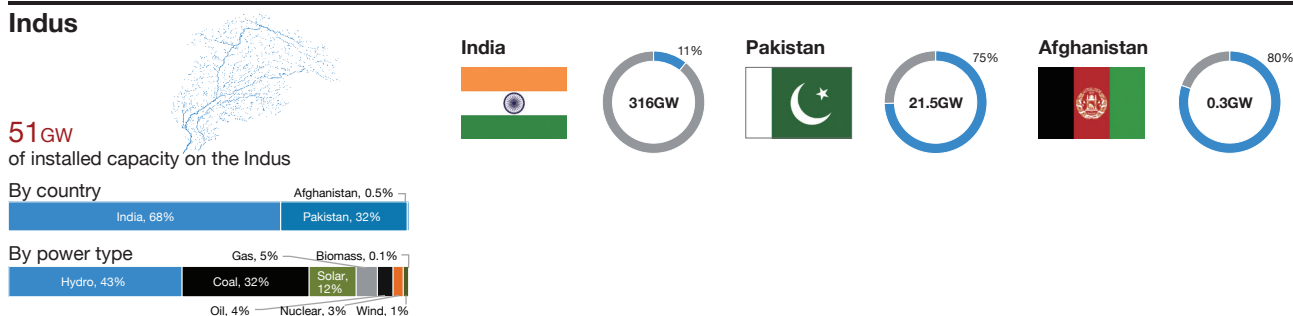 Indus
51GW
of installed capacity on the Indus
By country
Afghanistan, 0.5%
India, 68%
Pakistan, 32%
By power type
Gas, 5%
Biomass, 0.1%
Hydro, 43%
Coal, 32%
Solar,
12%
Oil, 4%
Nuclear, 3%
Wind, 1%
India
11%
316GW
Pakistan
75%
21.5GW
Afghanistan
80%
0.3GW